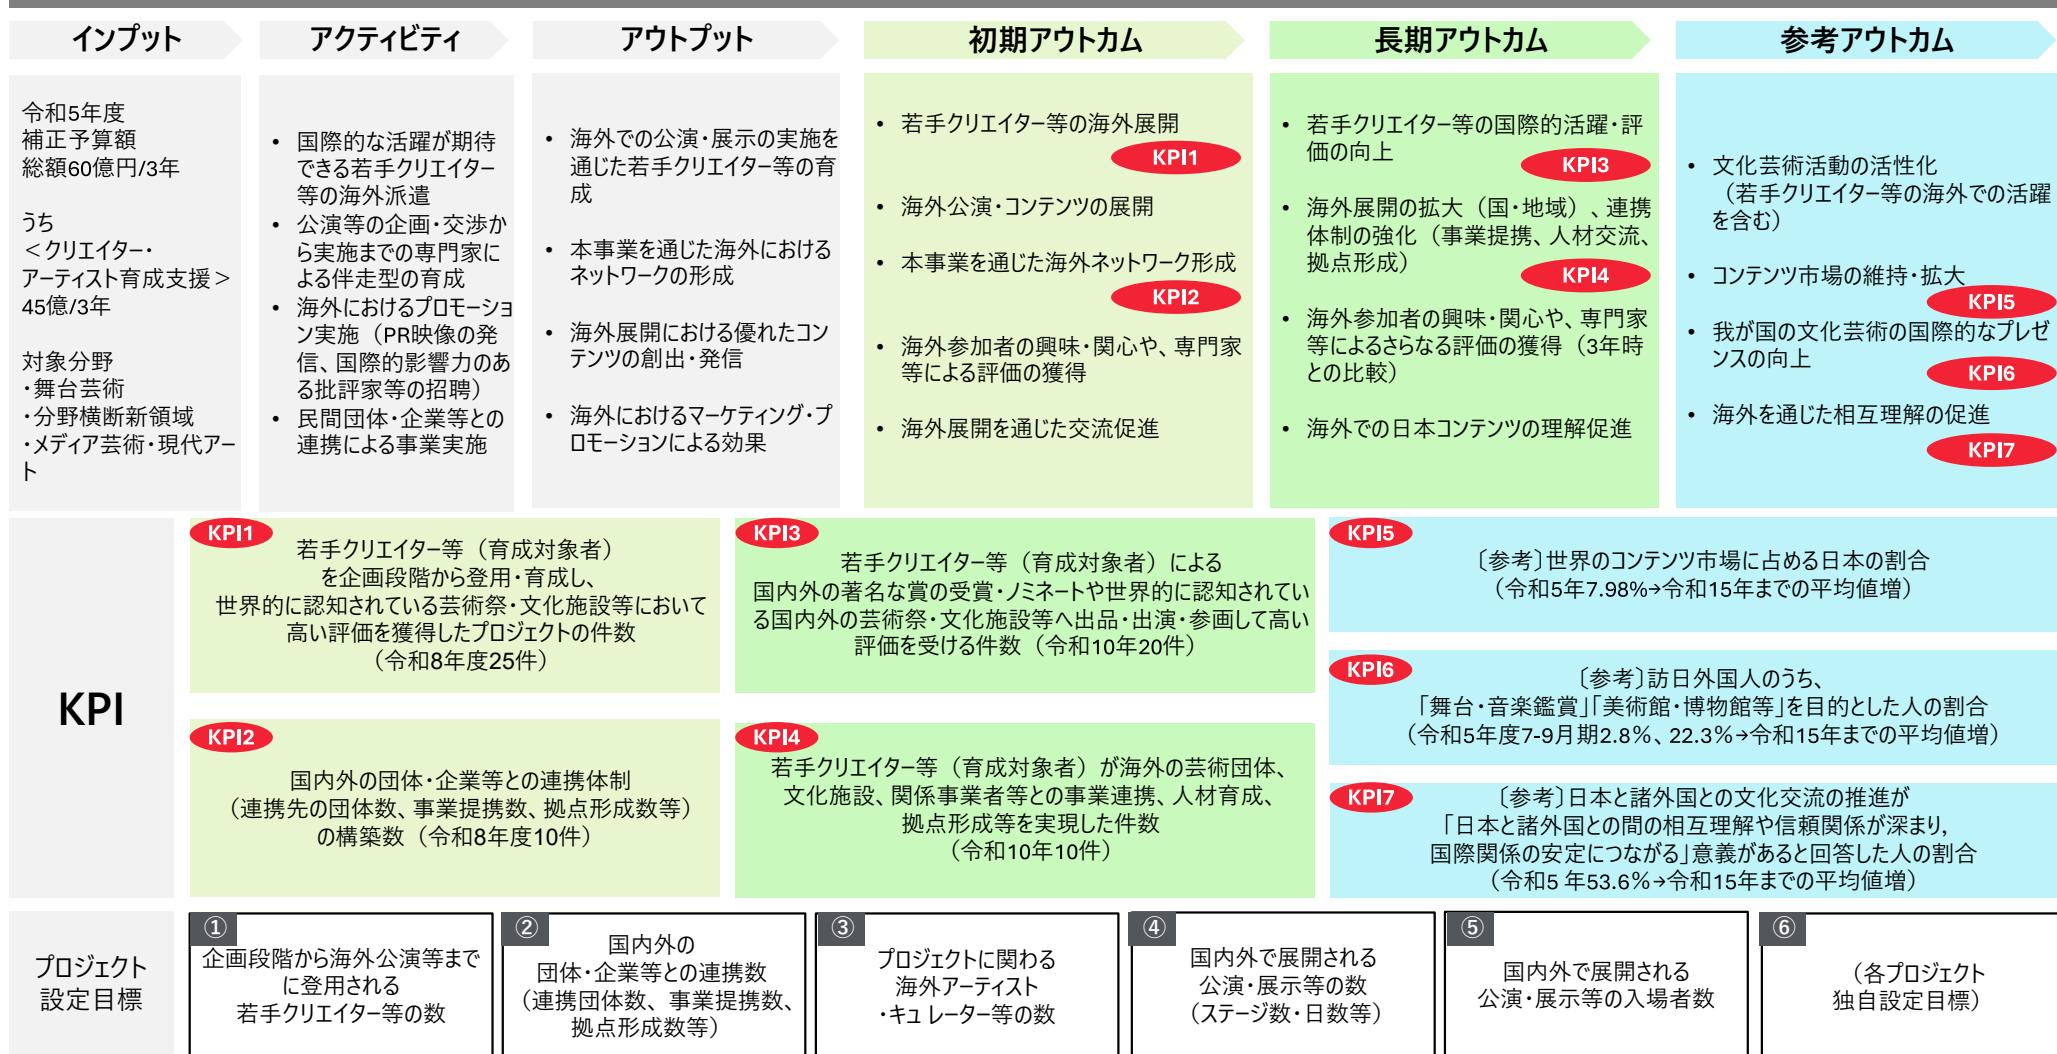 インプット
アクティビティ
アウトプット
初期アウトカム
長期アウトカム
参考アウトカム
令和5年度
補正予算額
総額60億円/3年
うち
＜クリエイター・
アーティスト育成支援＞
45億/3年
対象分野
・舞台芸術
・分野横断新領域
・メディア芸術・現代アー
ト
• 国際的な活躍が期待
できる若手クリエイター
等の海外派遣
• 公演等の企画・交渉か
ら実施までの専門家に
よる伴走型の育成
• 海外におけるプロモーショ
ン実施（PR映像の発
信、国際的影響力のあ
る批評家等の招聘）
• 民間団体・企業等との
連携による事業実施
• 海外での公演・展示の実施を
通じた若手クリエイター等の育
成
• 本事業を通じた海外における
ネットワークの形成
• 海外展開における優れたコン
テンツの創出・発信
• 海外におけるマーケティング・プ
ロモーションによる効果
• 若手クリエイター等の海外展開
KPI1
• 海外公演・コンテンツの展開
• 本事業を通じた海外ネットワーク形成
KPI2
• 海外参加者の興味・関心や、専門家
等による評価の獲得
• 海外展開を通じた交流促進
• 若手クリエイター等の国際的活躍・評
価の向上
KPI3
• 海外展開の拡大（国・地域）、連携
体制の強化（事業提携、人材交流、
拠点形成）
KPI4
• 海外参加者の興味・関心や、専門家
等によるさらなる評価の獲得（3年時
との比較）
• 海外での日本コンテンツの理解促進
• 文化芸術活動の活性化
（若手クリエイター等の海外での活躍
を含む）
• コンテンツ市場の維持・拡大
KPI5
• 我が国の文化芸術の国際的なプレゼ
ンスの向上
KPI6
• 海外を通じた相互理解の促進
KPI7
KPI
KPI1
若手クリエイター等（育成対象者）
を企画段階から登用・育成し、
世界的に認知されている芸術祭・文化施設等において
高い評価を獲得したプロジェクトの件数
（令和8年度25件）
KPI2
国内外の団体・企業等との連携体制
（連携先の団体数、事業提携数、拠点形成数等）
の構築数（令和8年度10件）
KPI3
若手クリエイター等（育成対象者）による
国内外の著名な賞の受賞・ノミネートや世界的に認知されてい
る国内外の芸術祭・文化施設等へ出品・出演・参画して高い
評価を受ける件数（令和10年20件）
KPI4
若手クリエイター等（育成対象者）が海外の芸術団体、
文化施設、関係事業者等との事業連携、人材育成、
拠点形成等を実現した件数
（令和10年10件）
KPI5
〔参考〕世界のコンテンツ市場に占める日本の割合
（令和5年7.98%→令和15年までの平均値増）
KPI6
〔参考〕訪日外国人のうち、
「舞台・音楽鑑賞」「美術館・博物館等」を目的とした人の割合
（令和5年度7-9月期2.8%、22.3%→令和15年までの平均値増）
KPI7
〔参考〕日本と諸外国との文化交流の推進が
「日本と諸外国との間の相互理解や信頼関係が深まり,
国際関係の安定につながる」意義があると回答した人の割合
（令和5 年53.6%→令和15年までの平均値増）
プロジェクト
設定目標
①
企画段階から海外公演等まで
に登用される
若手クリエイター等の数
②
国内外の
団体・企業等との連携数
（連携団体数、事業提携数、
拠点形成数等）
③
プロジェクトに関わる
海外アーティスト
・キュレーター等の数
④
国内外で展開される
公演・展示等の数
（ステージ数・日数等）
⑤
国内外で展開される
公演・展示等の入場者数
⑥
（各プロジェクト
独自設定目標）